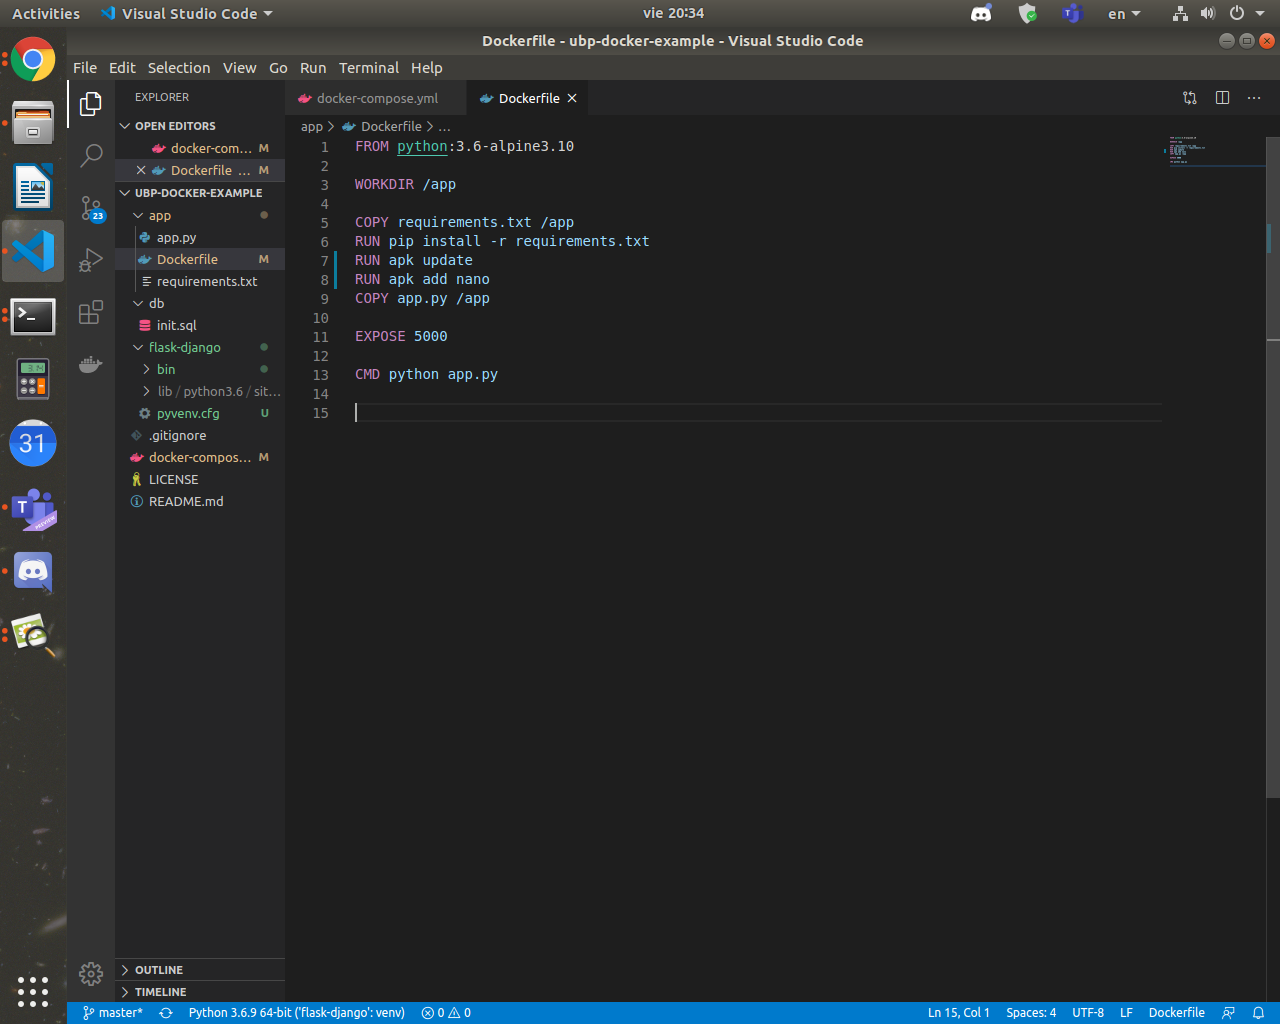 Activities
Visual Studio Code
vie 20:34
en
Dockerfile - ubp-docker-example - Visual Studio Code
File Edit Selection View Go Run Terminal Help
EXPLORER
OPEN EDITORS
docker-com... M
Dockerfile ... M
UBP-DOCKER-EXAMPLE
app
app.py
Dockerfile M
requirements.txt
db
init.sql
flask-django
bin
lib / python3.6 / sit...
pyvenv.cfg U
.gitignore
docker-compos... M
LICENSE
README.md
OUTLINE
TIMELINE
23
31
docker-compose.yml
Dockerfile
app > Dockerfile > ...
1 FROM python:3.6-alpine3.10
2
3 WORKDIR /app
4
5 COPY requirements.txt /app
6 RUN pip install -r requirements.txt
7 RUN apk update
8 RUN apk add nano
9 COPY app.py /app
10
11 EXPOSE 5000
12
13 CMD python app.py
14
15
master*
Python 3.6.9 64-bit ('flask-django': venv)
0 0
Ln 15, Col 1
Spaces: 4
UTF-8
LF
Dockerfile